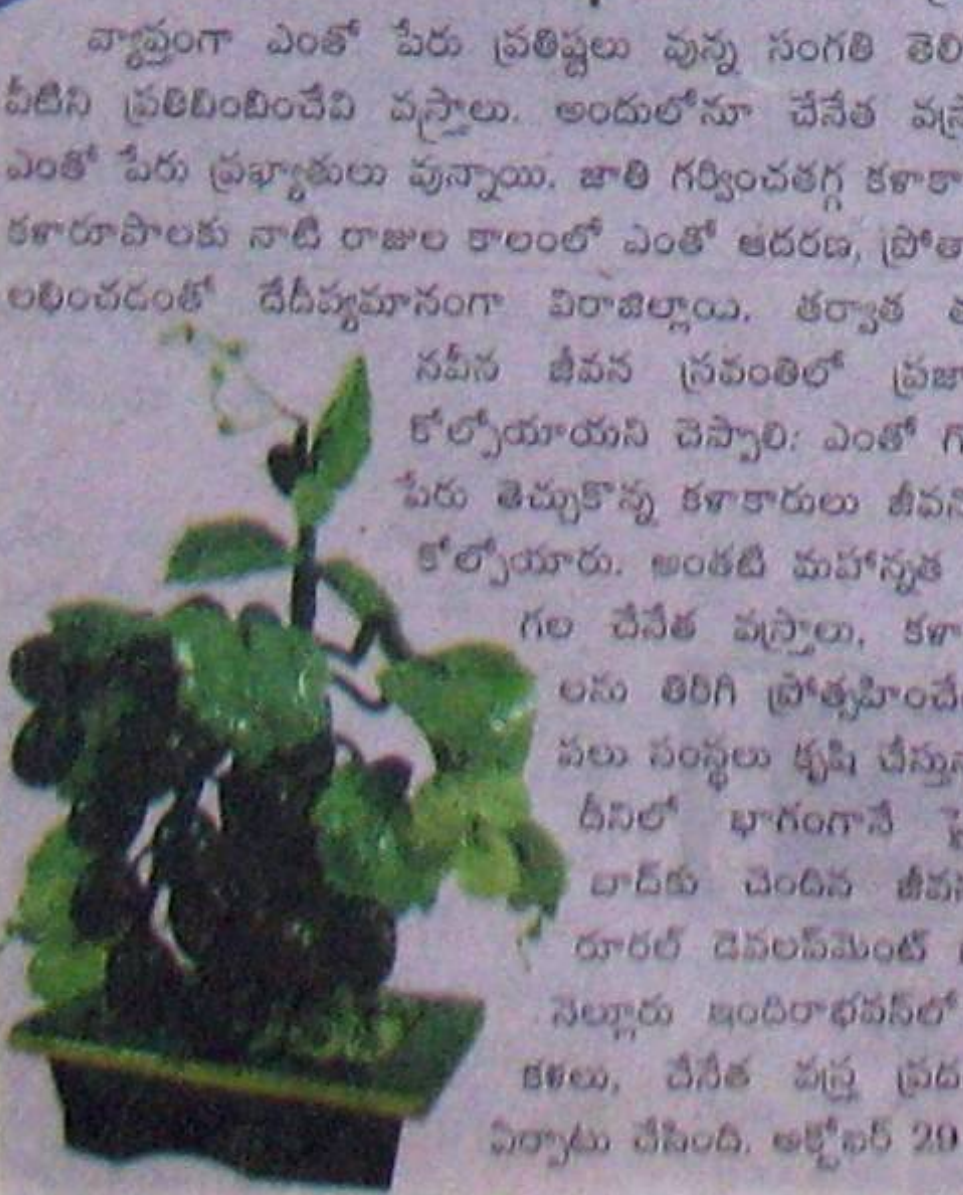 వ్యాప్తంగా ఎంతో పేరు ప్రతిష్టలు వున్న సంగతి తెలి
వీటిని ప్రతిబింబించేవి వస్త్రాలు. అందులోనూ చేనేత వస్త్రా
ఎంతో పేరు ప్రఖ్యాతులు వున్నాయి. జాతి గర్వించతగ్గ కళాకా
కళారూపాలకు నాటి రాజుల కాలంలో ఎంతో ఆదరణ, ప్రోత్సా
లభించడంతో దేదీప్యమానంగా విరాజిల్లాయి. తర్వాత
నవీన జీవన స్రవంతిలో ప్రజా
కోల్పోయాయని చెప్పాలి: ఎంతో గొ
పేరు తెచ్చుకొన్న కళాకారులు జీవన
కోల్పోయారు. అంతటి మహోన్నత
గల చేనేత వస్త్రాలు, కళా
లను తిరిగి ప్రోత్సహించే
పలు సంస్థలు కృషి చేస్తున
దీనిలో భాగంగానే హై
బాద్‌కు చెందిన జీవన
రూరల్ డెవలప్‌మెంట్
నెల్లూరు ఇందిరాభవన్‌లో
కళలు, చేనేత వస్త్ర ప్రద
ఏర్పాటు చేసింది. అక్టోబర్ 29